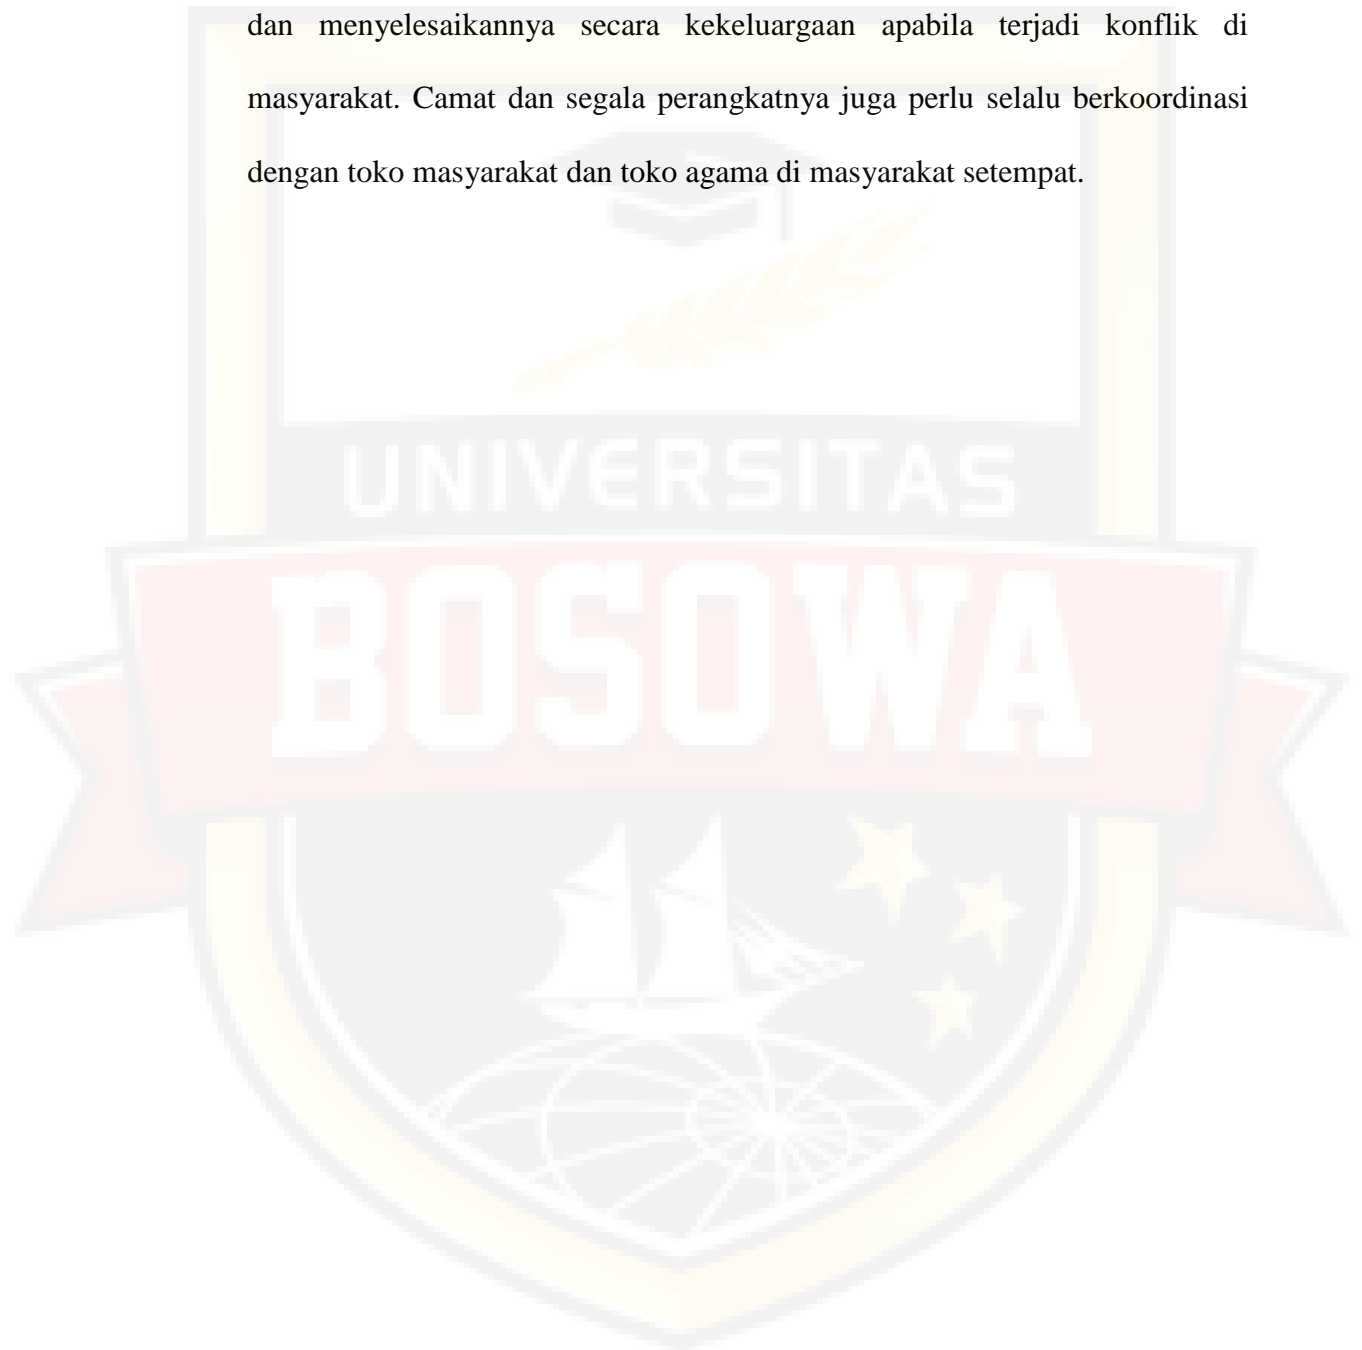 dan menyelesaikannya secara kekeluargaan apabila terjadi konflik di
masyarakat. Camat dan segala perangkatnya juga perlu selalu berkoordinasi
dengan toko masyarakat dan toko agama di masyarakat setempat.
UNIVERSITAS
BOSOWA